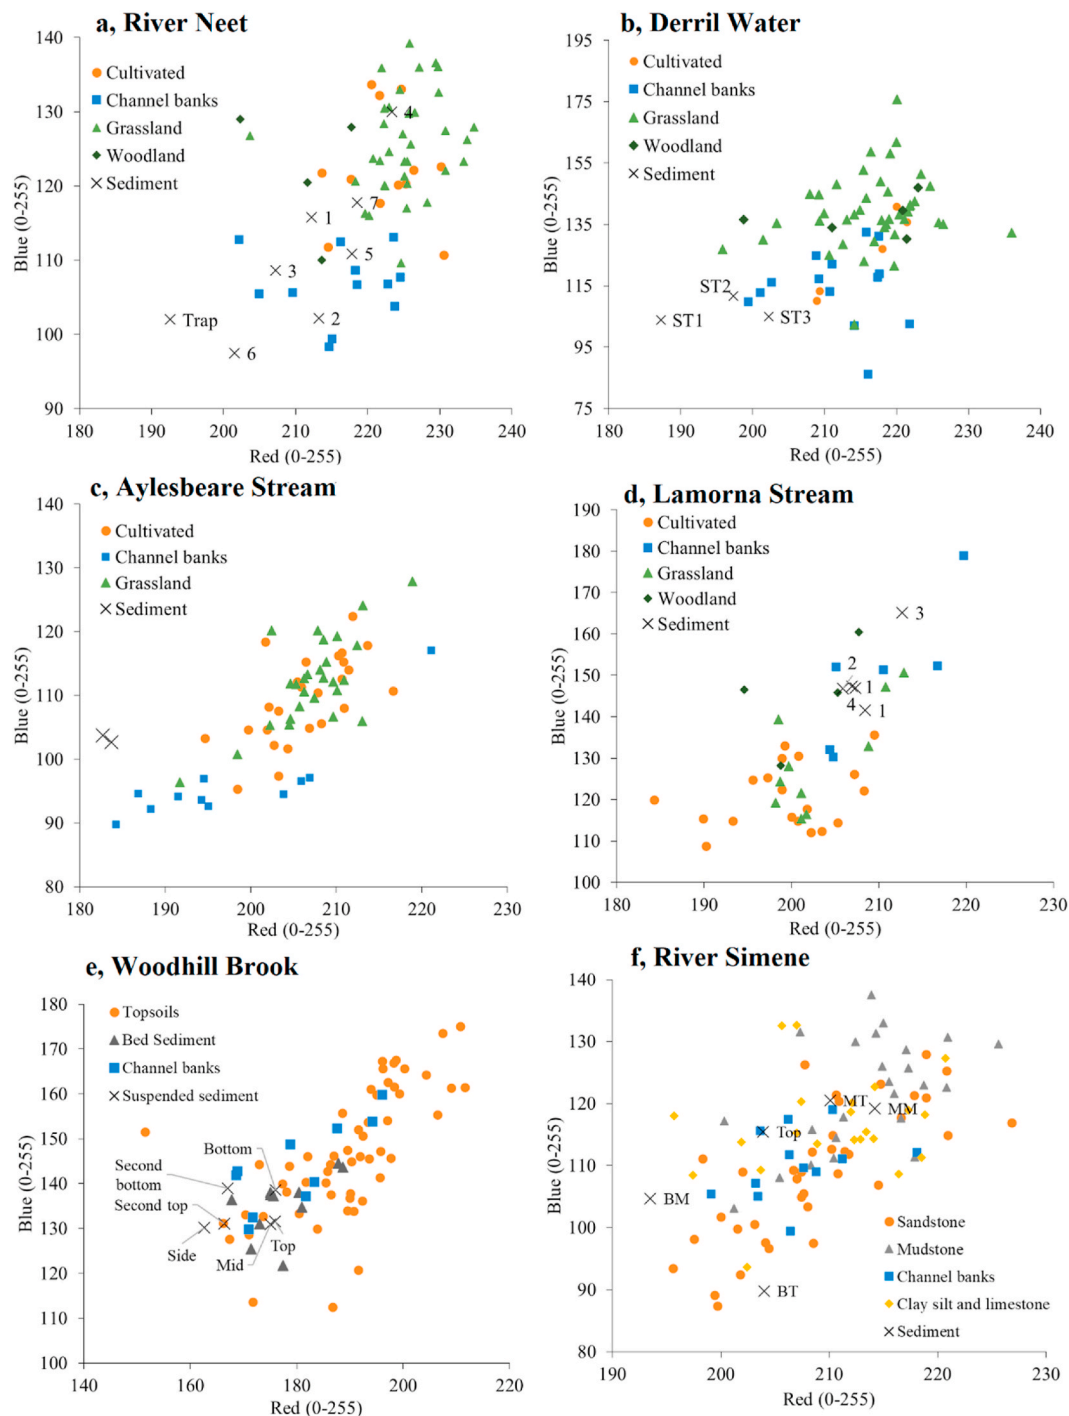 a, River Neet
Blue (0-255)
140
130
120
110
100
90
180 190 200 210 220 230 240
Red (0-255)
Cultivated
Channel banks
Grassland
Woodland
Sediment
4
7
1
5
3
2
Trap
6
b, Derril Water
Blue (0-255)
195
175
155
135
115
95
75
180 190 200 210 220 230 240
Red (0-255)
Cultivated
Channel banks
Grassland
Woodland
Sediment
ST2
ST1
ST3
c, Aylesbeare Stream
Blue (0-255)
140
130
120
110
100
90
80
180 190 200 210 220 230
Red (0-255)
Cultivated
Channel banks
Grassland
Sediment
d, Lamorna Stream
Blue (0-255)
190
180
170
160
150
140
130
120
110
100
180 190 200 210 220 230
Red (0-255)
Cultivated
Channel banks
Grassland
Woodland
Sediment
3
2
1
4
1
e, Woodhill Brook
Blue (0-255)
180
170
160
150
140
130
120
110
100
140 160 180 200 220
Red (0-255)
Topsoils
Bed Sediment
Channel banks
Suspended sediment
Bottom
Second
bottom
Second top
Side
Mid
Top
f, River Simene
Blue (0-255)
140
130
120
110
100
90
80
190 200 210 220 230
Red (0-255)
MT
MM
Top
BM
BT
Sandstone
Mudstone
Channel banks
Clay silt and limestone
Sediment